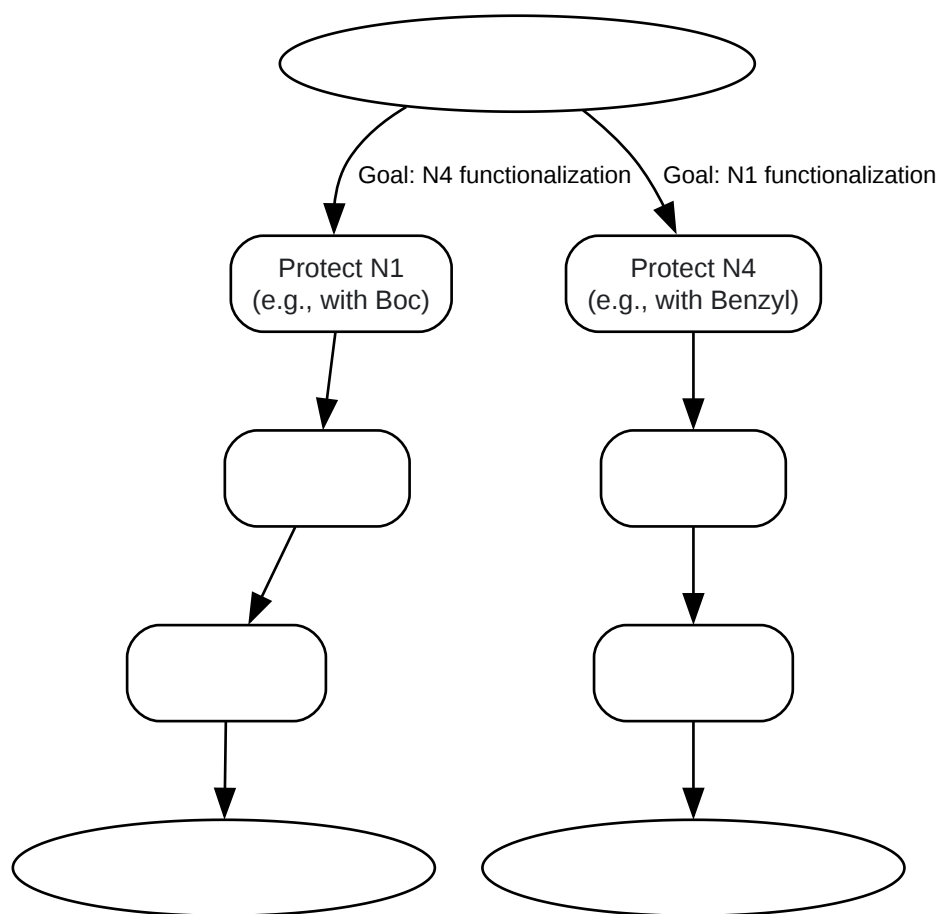 Goal: N4 functionalization
Goal: N1 functionalization
Protect N1
(e.g., with Boc)
Protect N4
(e.g., with Benzyl)